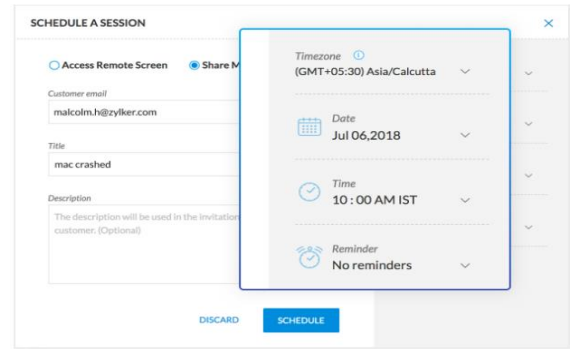 SCHEDULE A SESSION
Access Remote Screen
Share M
Customer email
malcolm.h@zylker.com
Title
mac crashed
Description
The description will be used in the invitation
customer. (Optional)
DISCARD
SCHEDULE
Timezone
(GMT+05:30) Asia/Calcutta
Date
Jul 06,2018
Time
10 : 00 AM IST
Reminder
No reminders